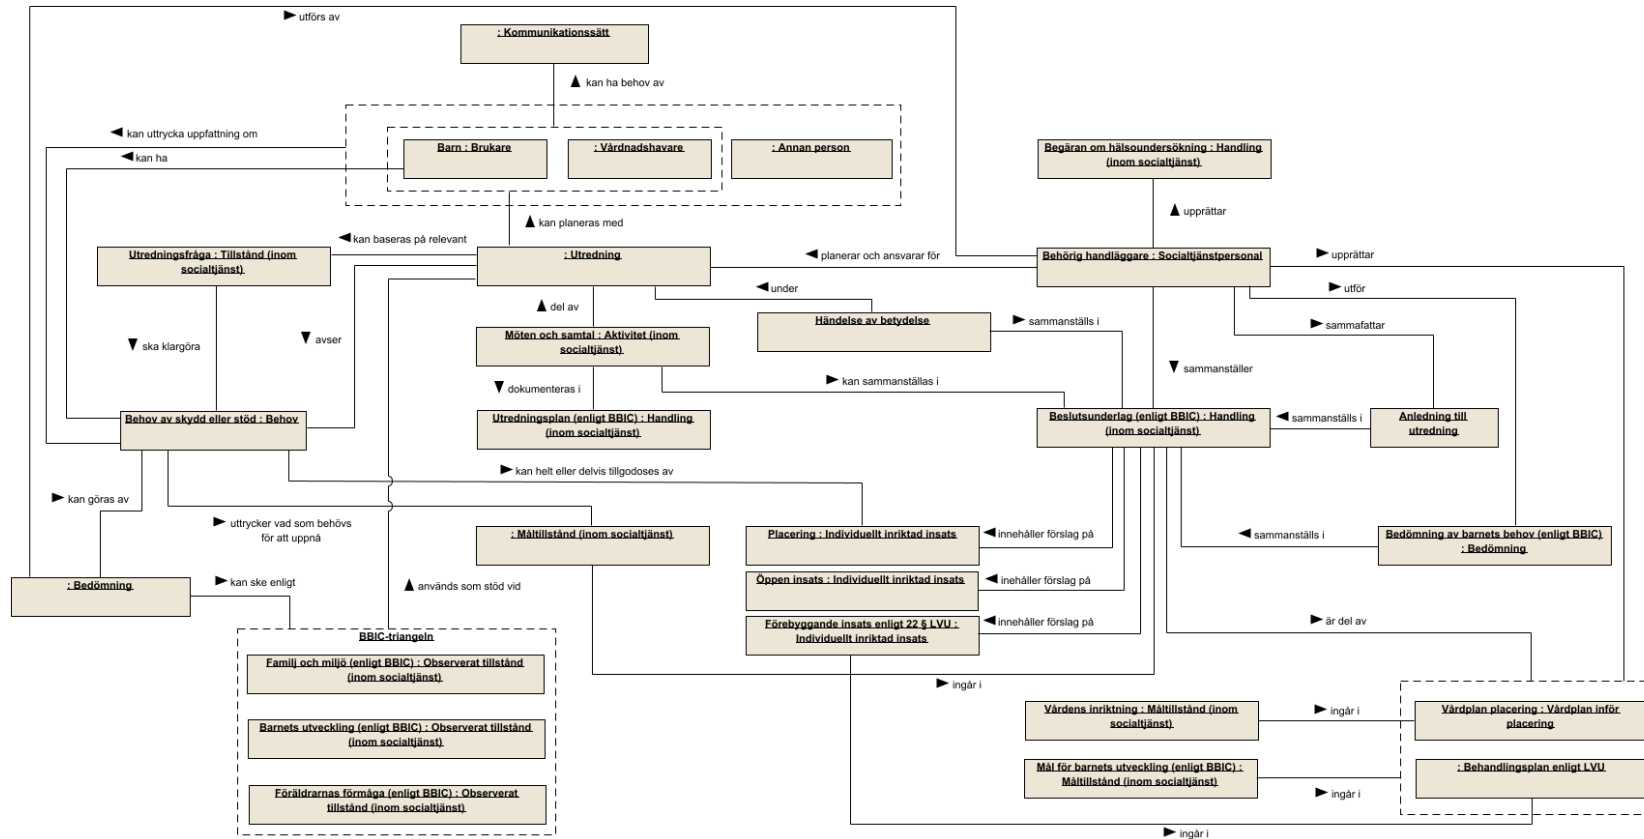 utförs av
: Kommunikationssätt
kan ha behov av
kan uttrycka uppfattning om
kan ha
Barn : Brukare
: Vårdnadshavare
: Annan person
Begäran om hälsoundersökning : Handling
(inom socialtjänst)
kan planeras med
upprättar
kan baseras på relevant
Utredningsfråga : Tillstånd (inom
socialtjänst)
: Utredning
planerar och ansvarar för
Behörig handläggare : Socialtjänstpersonal
upprättar
under
utför
del av
Händelse av betydelse
sammanställs i
sammafattar
ska klargöra
avser
Möten och samtal : Aktivitet (inom
socialtjänst)
sammanställer
dokumenteras i
kan sammanställas i
Behov av skydd eller stöd : Behov
Utredningsplan (enligt BBIC) : Handling
(inom socialtjänst)
Beslutsunderlag (enligt BBIC) : Handling
(inom socialtjänst)
sammanställs i
Anledning till
utredning
kan helt eller delvis tillgodoses av
kan göras av
uttrycker vad som behövs
för att uppnå
: Måltillstånd (inom socialtjänst)
Placering : Individuellt inriktad insats
innehåller förslag på
sammanställs i
Bedömning av barnets behov (enligt BBIC)
: Bedömning
: Bedömning
kan ske enligt
används som stöd vid
Öppen insats : Individuellt inriktad insats
inehåller förslag på
Förebyggande insats enligt 22 § LVU :
Individuellt inriktad insats
innehåller förslag på
är del av
BBIC-triangeln
Familj och miljö (enligt BBIC) : Observerat tillstånd
(inom socialtjänst)
ingår i
Barnets utveckling (enligt BBIC) : Observerat tillstånd
(inom socialtjänst)
Vårdens inriktning : Måltillstånd (inom
socialtjänst)
ingår i
Vårdplan placering : Vårdplan inför
placering
Mål för barnets utveckling (enligt BBIC) :
Måltillstånd (inom socialtjänst)
ingår i
: Behandlingsplan enligt LVU
Föräldrarnas förmåga (enligt BBIC) : Observerat
tillstånd (inom socialtjänst)
ingår i